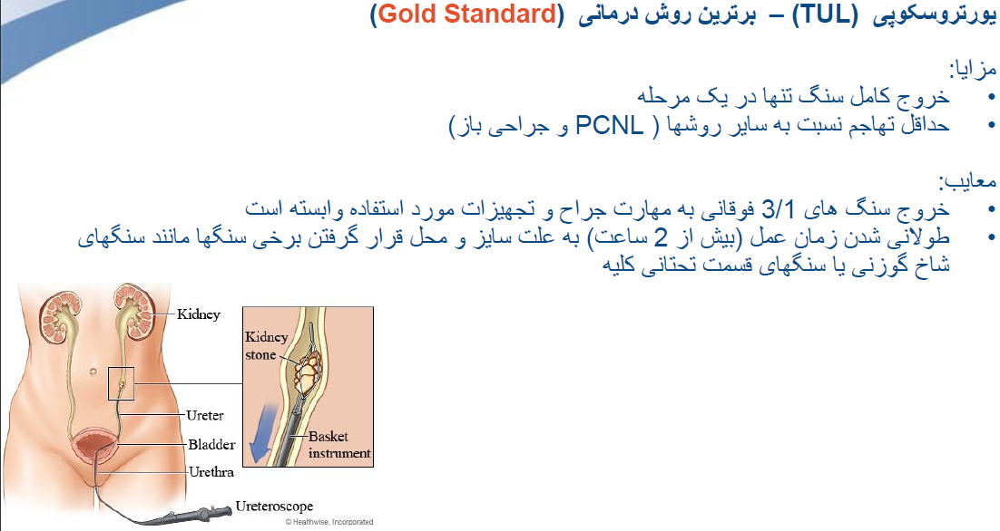 یورتروسکوپی (TUL) – برترین روش درمانی (Gold Standard)
مزایا:
• خروج کامل سنگ تنها در یک مرحله
• حداقل تهاجم نسبت به سایر روشها ( PCNL و جراحی باز)
معایب:
• خروج سنگ های 3/1 فوقانی به مهارت جراح و تجهیزات مورد استفاده وابسته است
• طولانی شدن زمان عمل (بیش از 2 ساعت) به علت سایز و محل قرار گرفتن برخی سنگها مانند سنگهای
شاخ گوزنی یا سنگهای قسمت تحتانی کلیه
Kidney
Kidney
stone
Ureter
Bladder
Basket
instrument
Urethra
Ureteroscope
© Healthwise, Incorporated